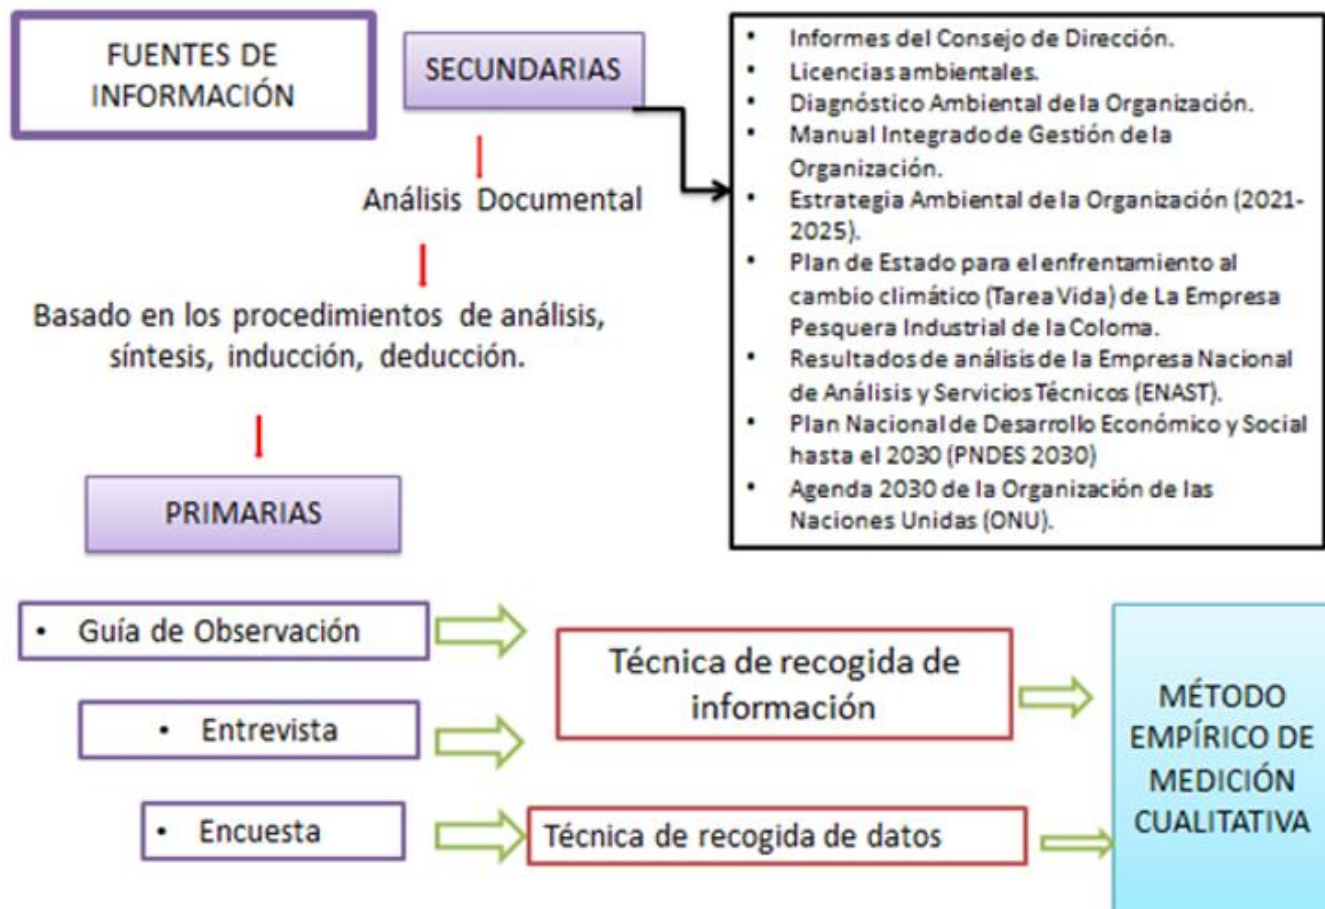 FUENTES DE
INFORMACIÓN
SECUNDARIAS
Análisis Documental
Basado en los procedimientos de análisis,
síntesis, inducción, deducción.
• Informes del Consejo de Dirección.
• Licencias ambientales.
• Diagnóstico Ambiental de la Organización.
• Manual Integrado de Gestión de la
Organización.
• Estrategia Ambiental de la Organización (2021-
2025).
• Plan de Estado para el enfrentamiento al
cambio climático (Tarea Vida) de La Empresa
Pesquera Industrial de la Coloma.
• Resultados de análisis de la Empresa Nacional
de Análisis y Servicios Técnicos (ENAST).
• Plan Nacional de Desarrollo Económico y Social
hasta el 2030 (PNDES 2030)
• Agenda 2030 de la Organización de las
Naciones Unidas (ONU).
PRIMARIAS
• Guía de Observación
• Entrevista
• Encuesta
Técnica de recogida de
información
Técnica de recogida de datos
MÉTODO
EMPÍRICO DE
MEDICIÓN
CUALITATIVA